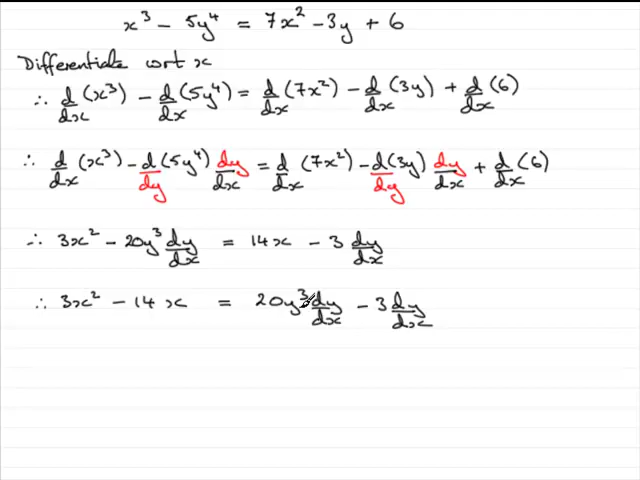 x³ - 5y⁴ = 7x² - 3y + 6
Differentiate wrt x
∴ d/dx (x³) - d/dx (5y⁴) = d/dx (7x²) - d/dx (3y) + d/dx (6)
∴ d/dx (x³) - d/dy (5y⁴) dy/dx = d/dx (7x²) - d/dy (3y) dy/dx + d/dx (6)
∴ 3x² - 20y³ dy/dx = 14x - 3 dy/dx
∴ 3x² - 14x = 20y³ dy/dx - 3 dy/dx